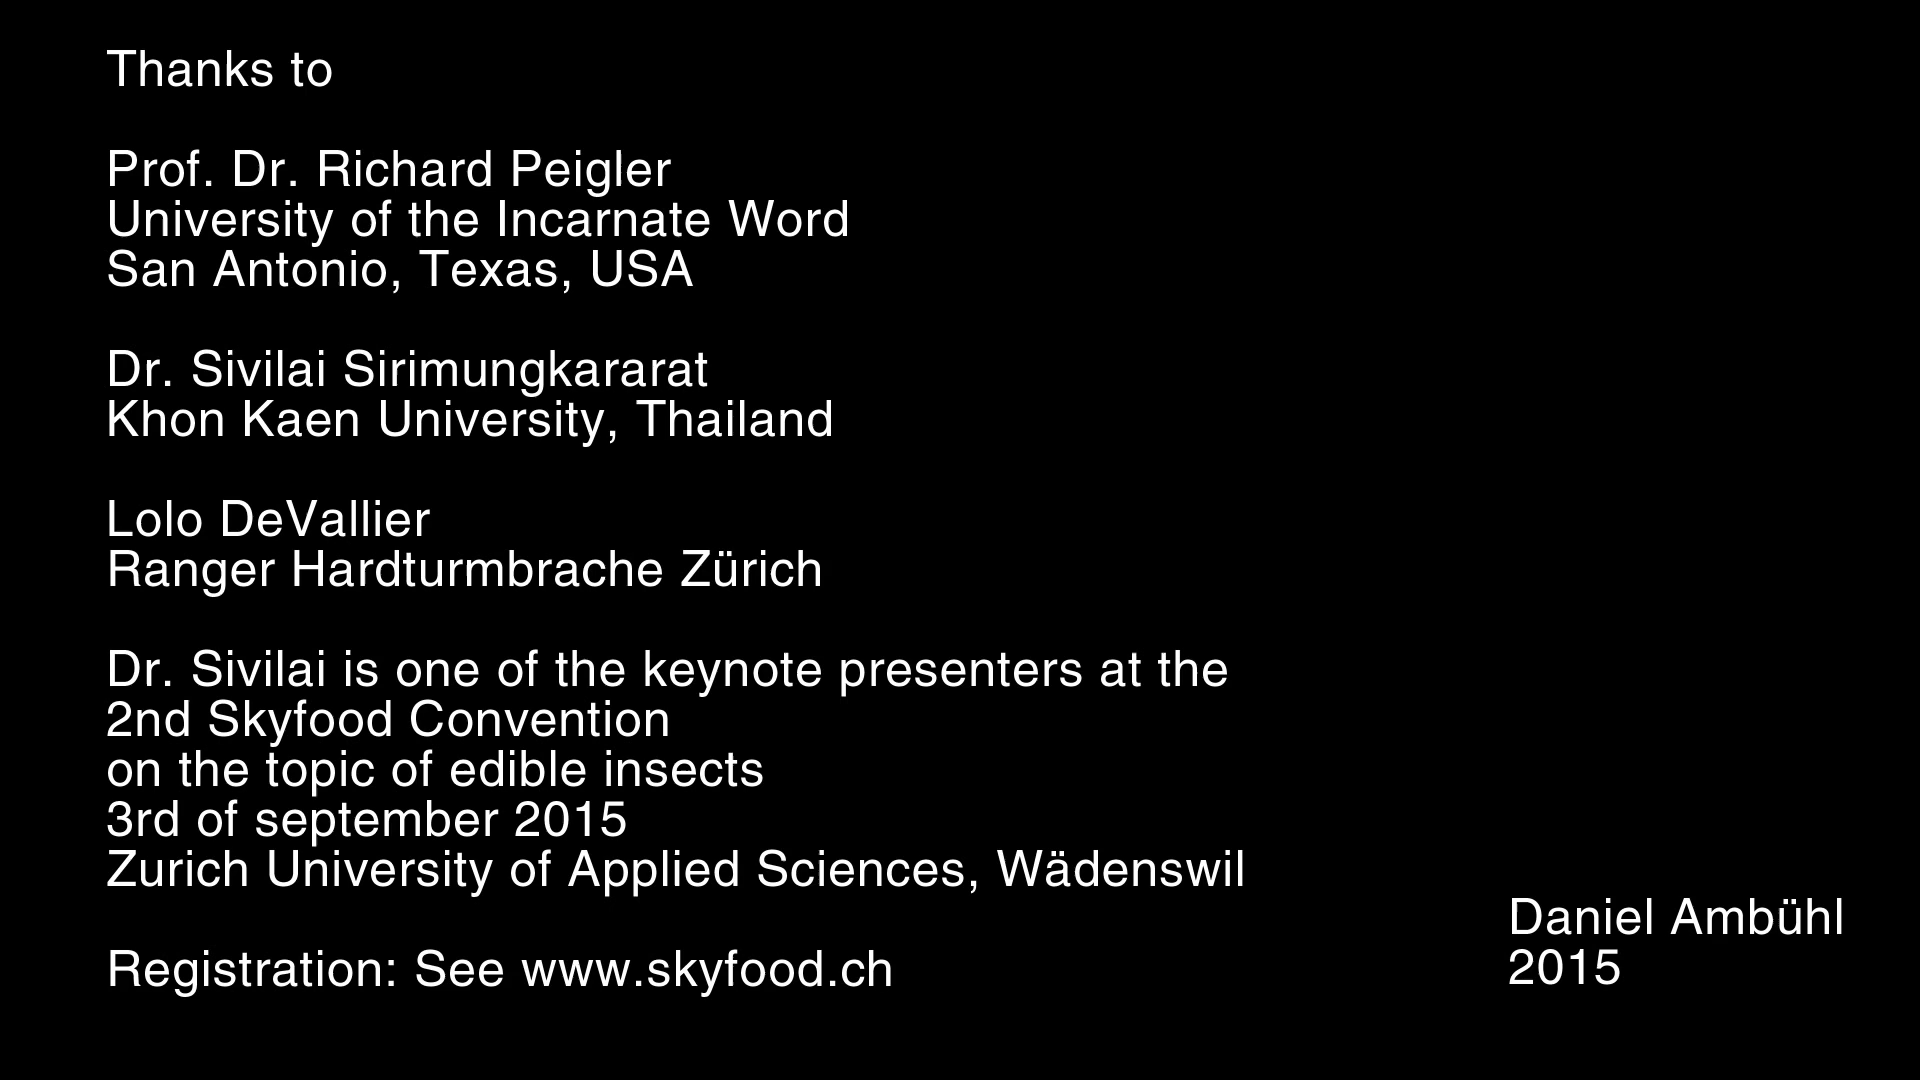 Thanks to
Prof. Dr. Richard Peigler
University of the Incarnate Word
San Antonio, Texas, USA
Dr. Sivilai Sirimungkararat
Khon Kaen University, Thailand
Lolo DeVallier
Ranger Hardturmbrache Zürich
Dr. Sivilai is one of the keynote presenters at the
2nd Skyfood Convention
on the topic of edible insects
3rd of september 2015
Zurich University of Applied Sciences, Wädenswil
Registration: See www.skyfood.ch
Daniel Ambühl
2015